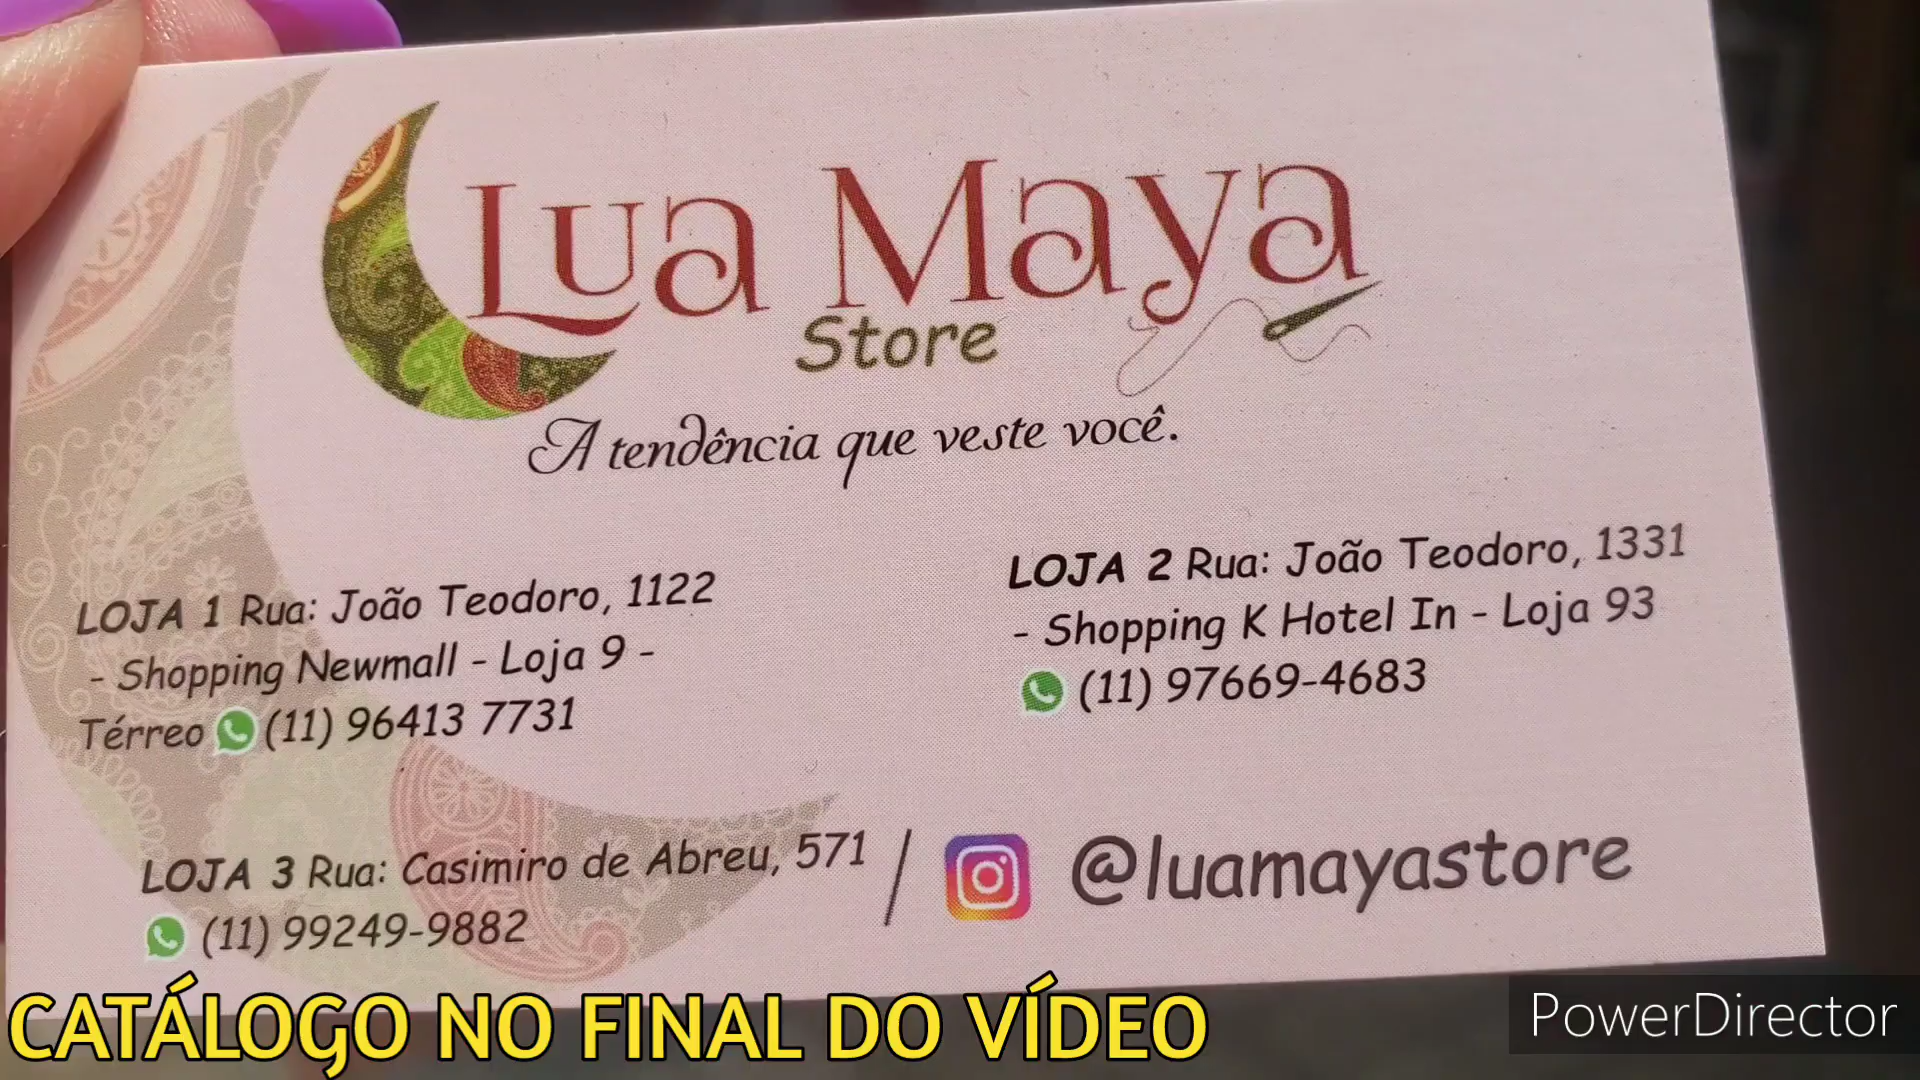 Lua Maya
Store
A tendência que veste você.
LOJA 1 Rua: João Teodoro, 1122
- Shopping Newmall - Loja 9 -
Térreo (11) 96413 7731
LOJA 2 Rua: João Teodoro, 1331
- Shopping K Hotel In - Loja 93
(11) 97669-4683
LOJA 3 Rua: Casimiro de Abreu, 571 /
(11) 99249-9882
@luamayastore
CATÁLOGO NO FINAL DO VÍDEO
PowerDirector